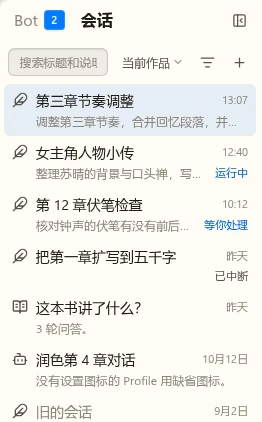 Bot 2 会话
搜索标题和说明 当前作品
第三章节奏调整 13:07
调整第三章节奏，合并回忆段落，并...
女主角人物小传 12:40
整理苏晴的背景与口头禅，写... 运行中
第 12 章伏笔检查 10:12
核对钟声的伏笔有没有前后... 等你处理
把第一章扩写到五千字 昨天
已中断
这本书讲了什么？ 昨天
3 轮问答。
润色第 4 章对话 10月12日
没有设置图标的 Profile 用缺省图标。
旧的会话 9月2日